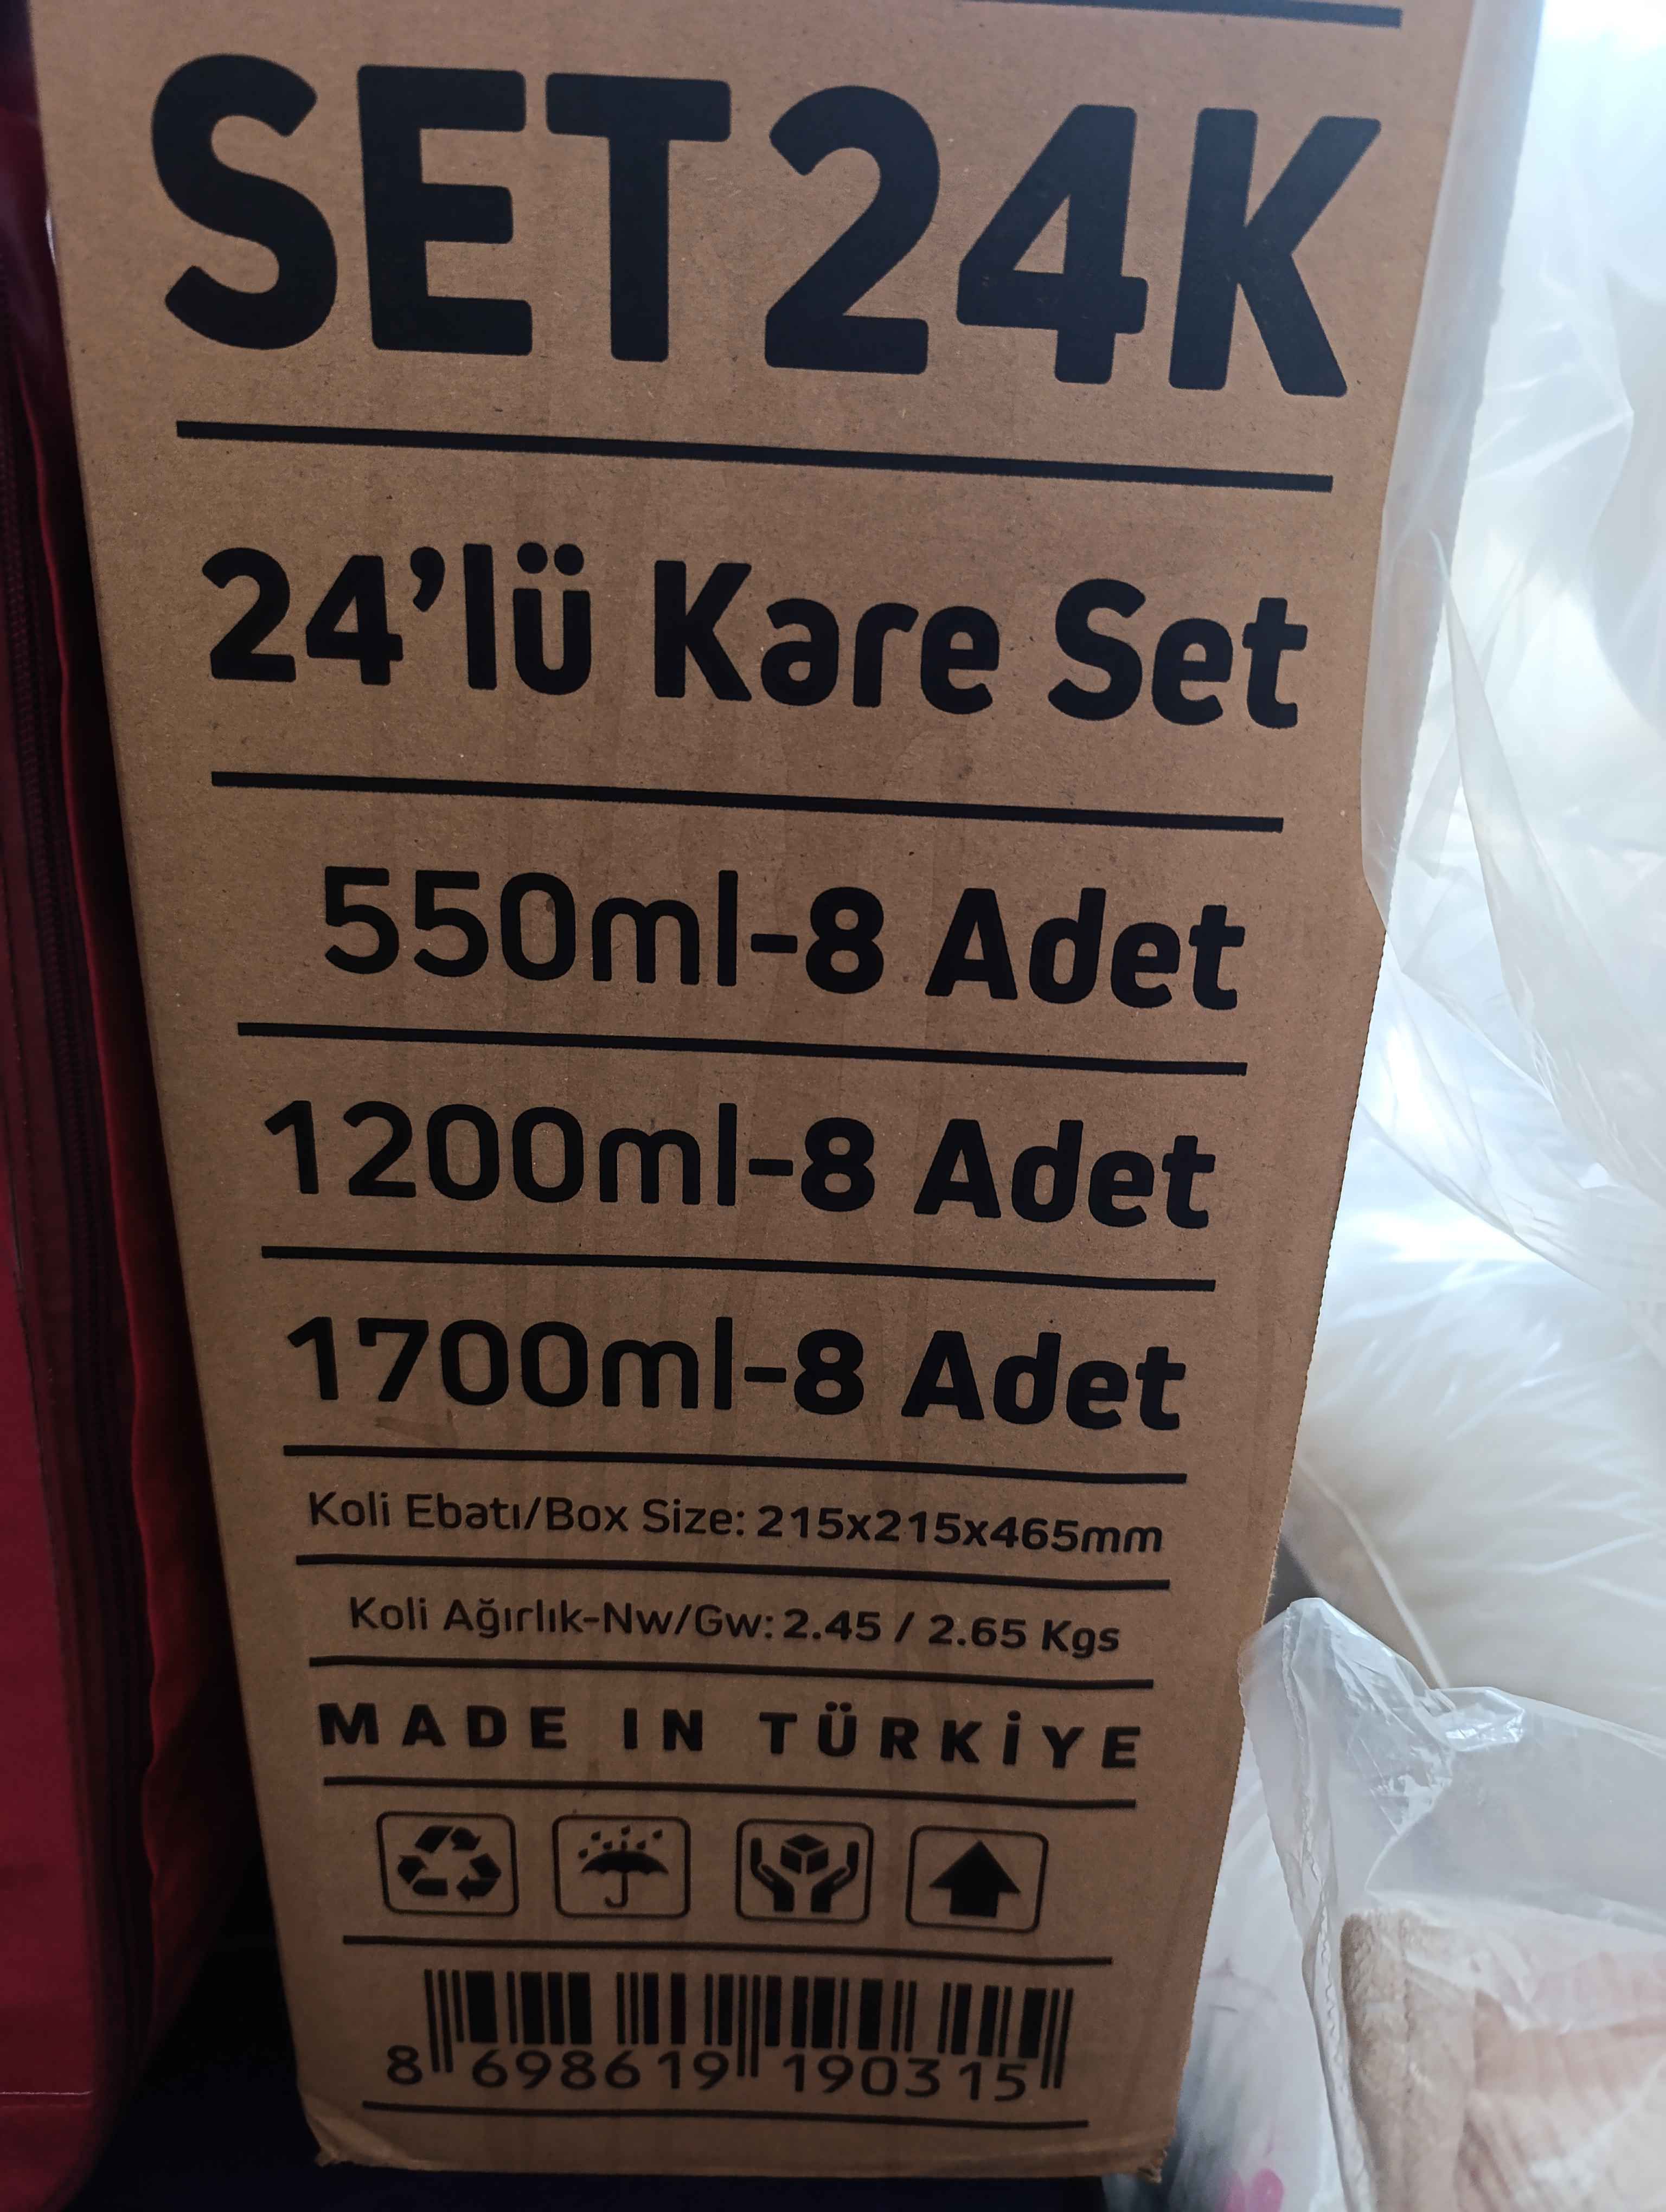 SET24K
24'lü Kare Set
550ml-8 Adet
1200ml-8 Adet
1700ml-8 Adet
Koli Ebatı/Box Size: 215x215x465mm
Koli Ağırlık-Nw/Gw: 2.45 / 2.65 Kgs
MADE IN TÜRKİYE
8 698619 190315